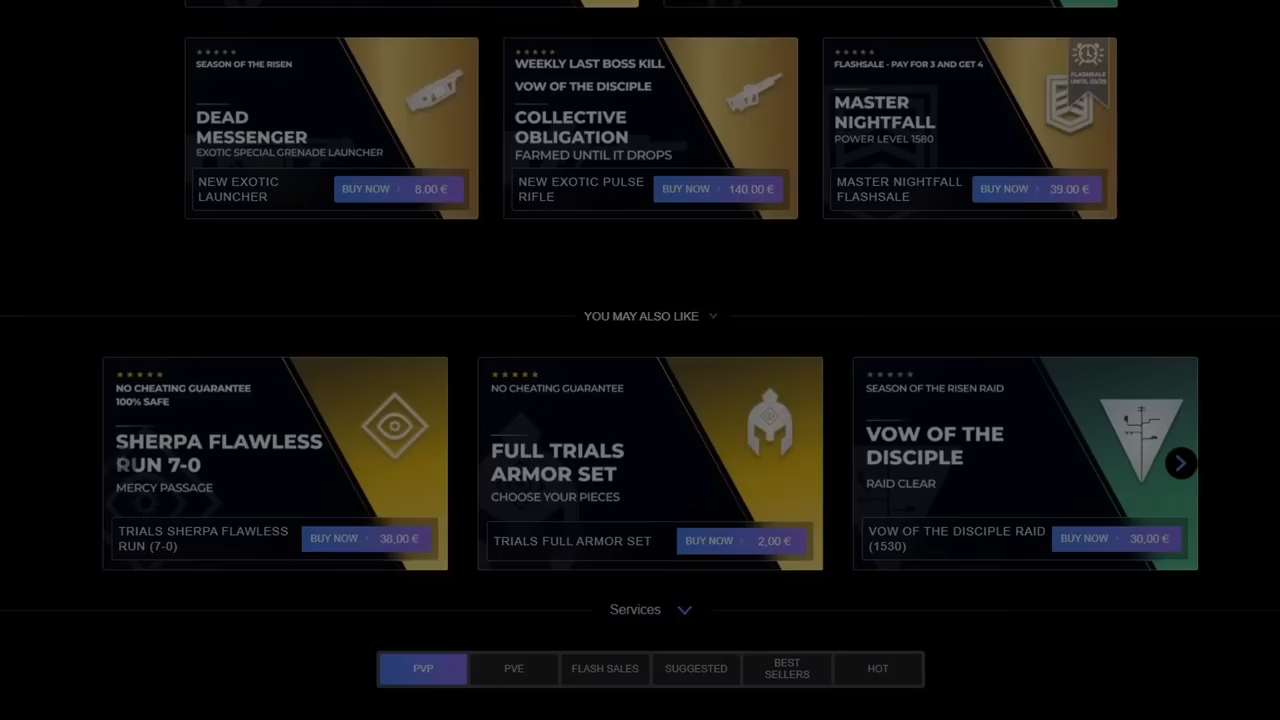 SEASON OF THE RISEN
DEAD
MESSENGER
EXOTIC SPECIAL GRENADE LAUNCHER
NEW EXOTIC
LAUNCHER
BUY NOW
8.00 €
WEEKLY LAST BOSS KILL
VOW OF THE DISCIPLE
COLLECTIVE
OBLIGATION
FARMED UNTIL IT DROPS
NEW EXOTIC PULSE
RIFLE
BUY NOW
140.00 €
FLASHSALE - PAY FOR 3 AND GET 4
FLASHSALE
UNTIL 03/29
MASTER
NIGHTFALL
POWER LEVEL 1580
MASTER NIGHTFALL
FLASHSALE
BUY NOW
39.00 €
YOU MAY ALSO LIKE
NO CHEATING GUARANTEE
100% SAFE
SHERPA FLAWLESS
RUN 7-0
MERCY PASSAGE
TRIALS SHERPA FLAWLESS
RUN (7-0)
BUY NOW
38,00 €
NO CHEATING GUARANTEE
FULL TRIALS
ARMOR SET
CHOOSE YOUR PIECES
TRIALS FULL ARMOR SET
BUY NOW
2,00 €
SEASON OF THE RISEN RAID
VOW OF THE
DISCIPLE
RAID CLEAR
VOW OF THE DISCIPLE RAID
(1530)
BUY NOW
30,00 €
Services
PVP
PVE
FLASH SALES
SUGGESTED
BEST
SELLERS
HOT